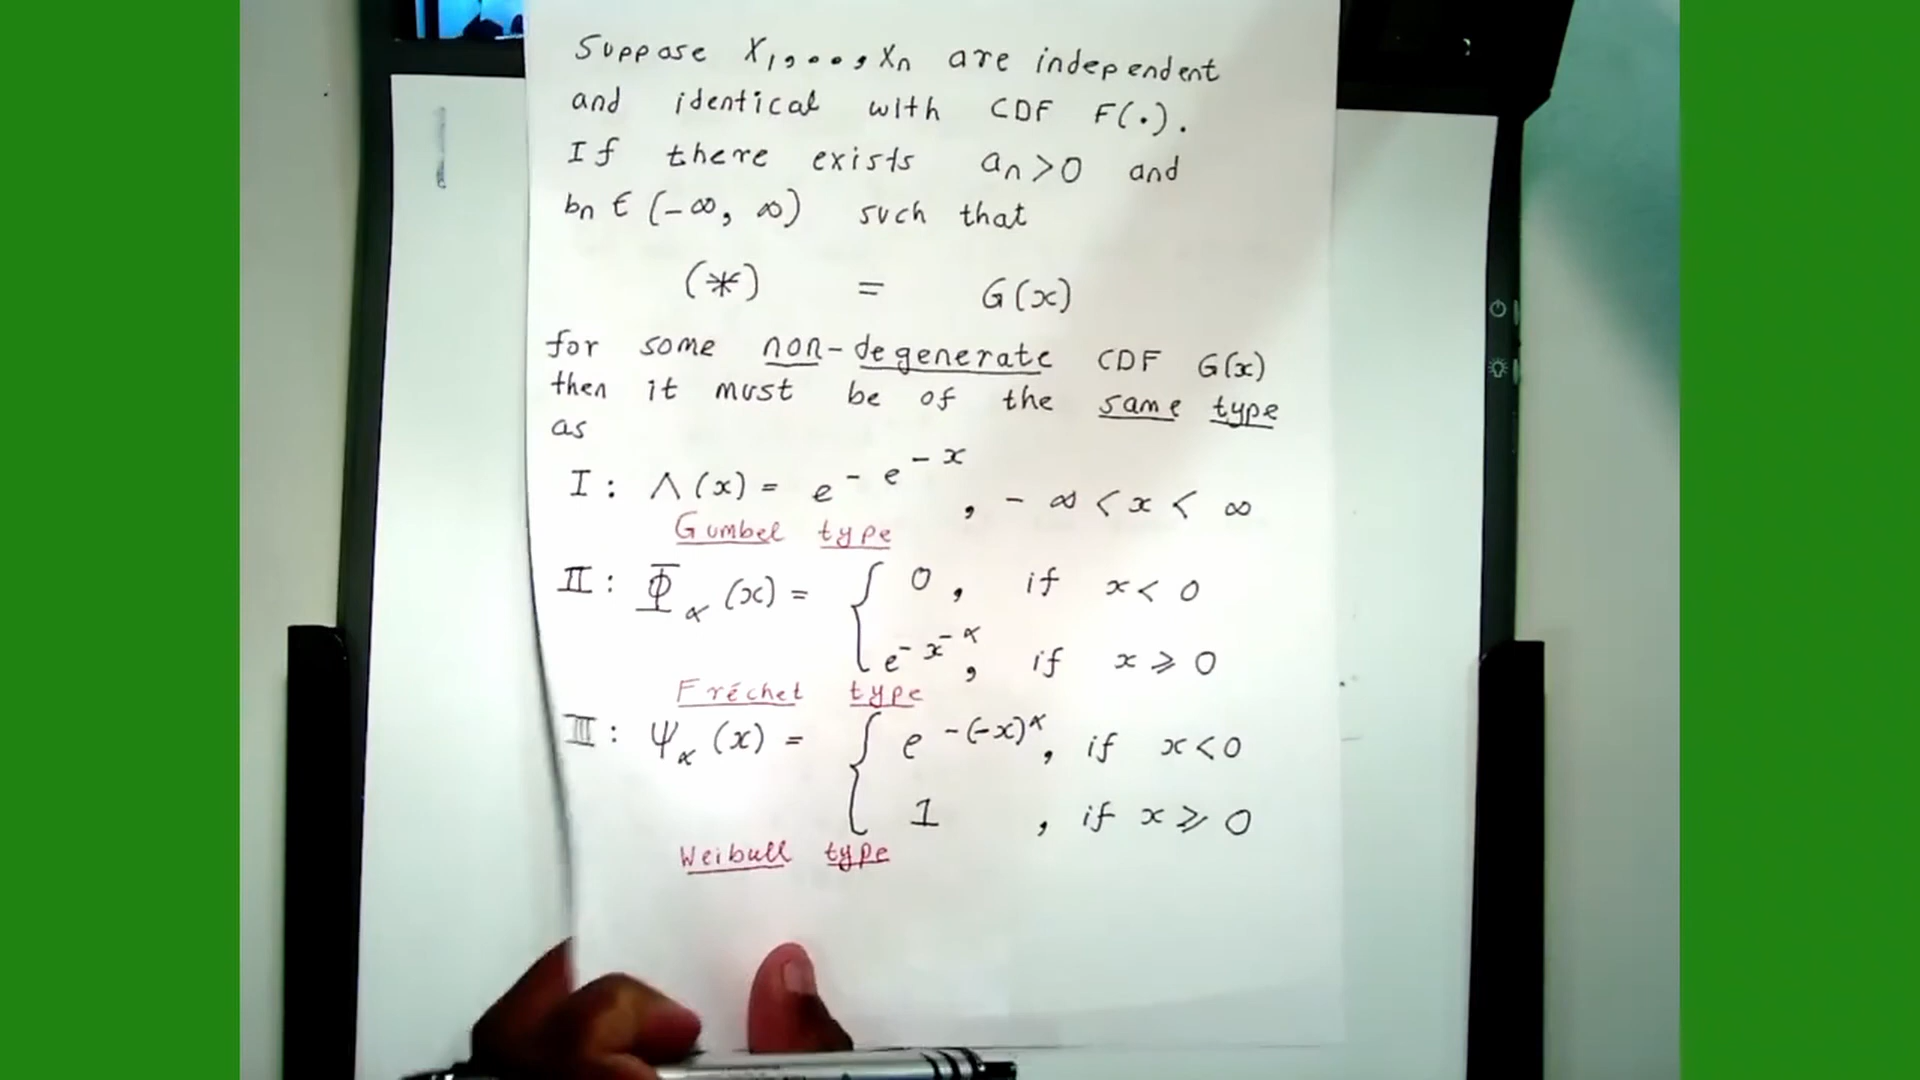 Suppose X₁,...,Xₙ are independent
and identical with CDF F(·).
If there exists aₙ>0 and
bₙ ∈ (-∞, ∞) such that
(*) = G(x)
for some non-degenerate CDF G(x)
then it must be of the same type
as
I: Λ(x) = e^{-e^{-x}}, -∞ < x < ∞
Gumbel type
II: Φ_α(x) = { 0, if x < 0
e^{-x^{-α}}, if x ⩾ 0
Fréchet type
III: Ψ_α(x) = { e^{-(-x)^α}, if x < 0
1, if x ⩾ 0
Weibull type